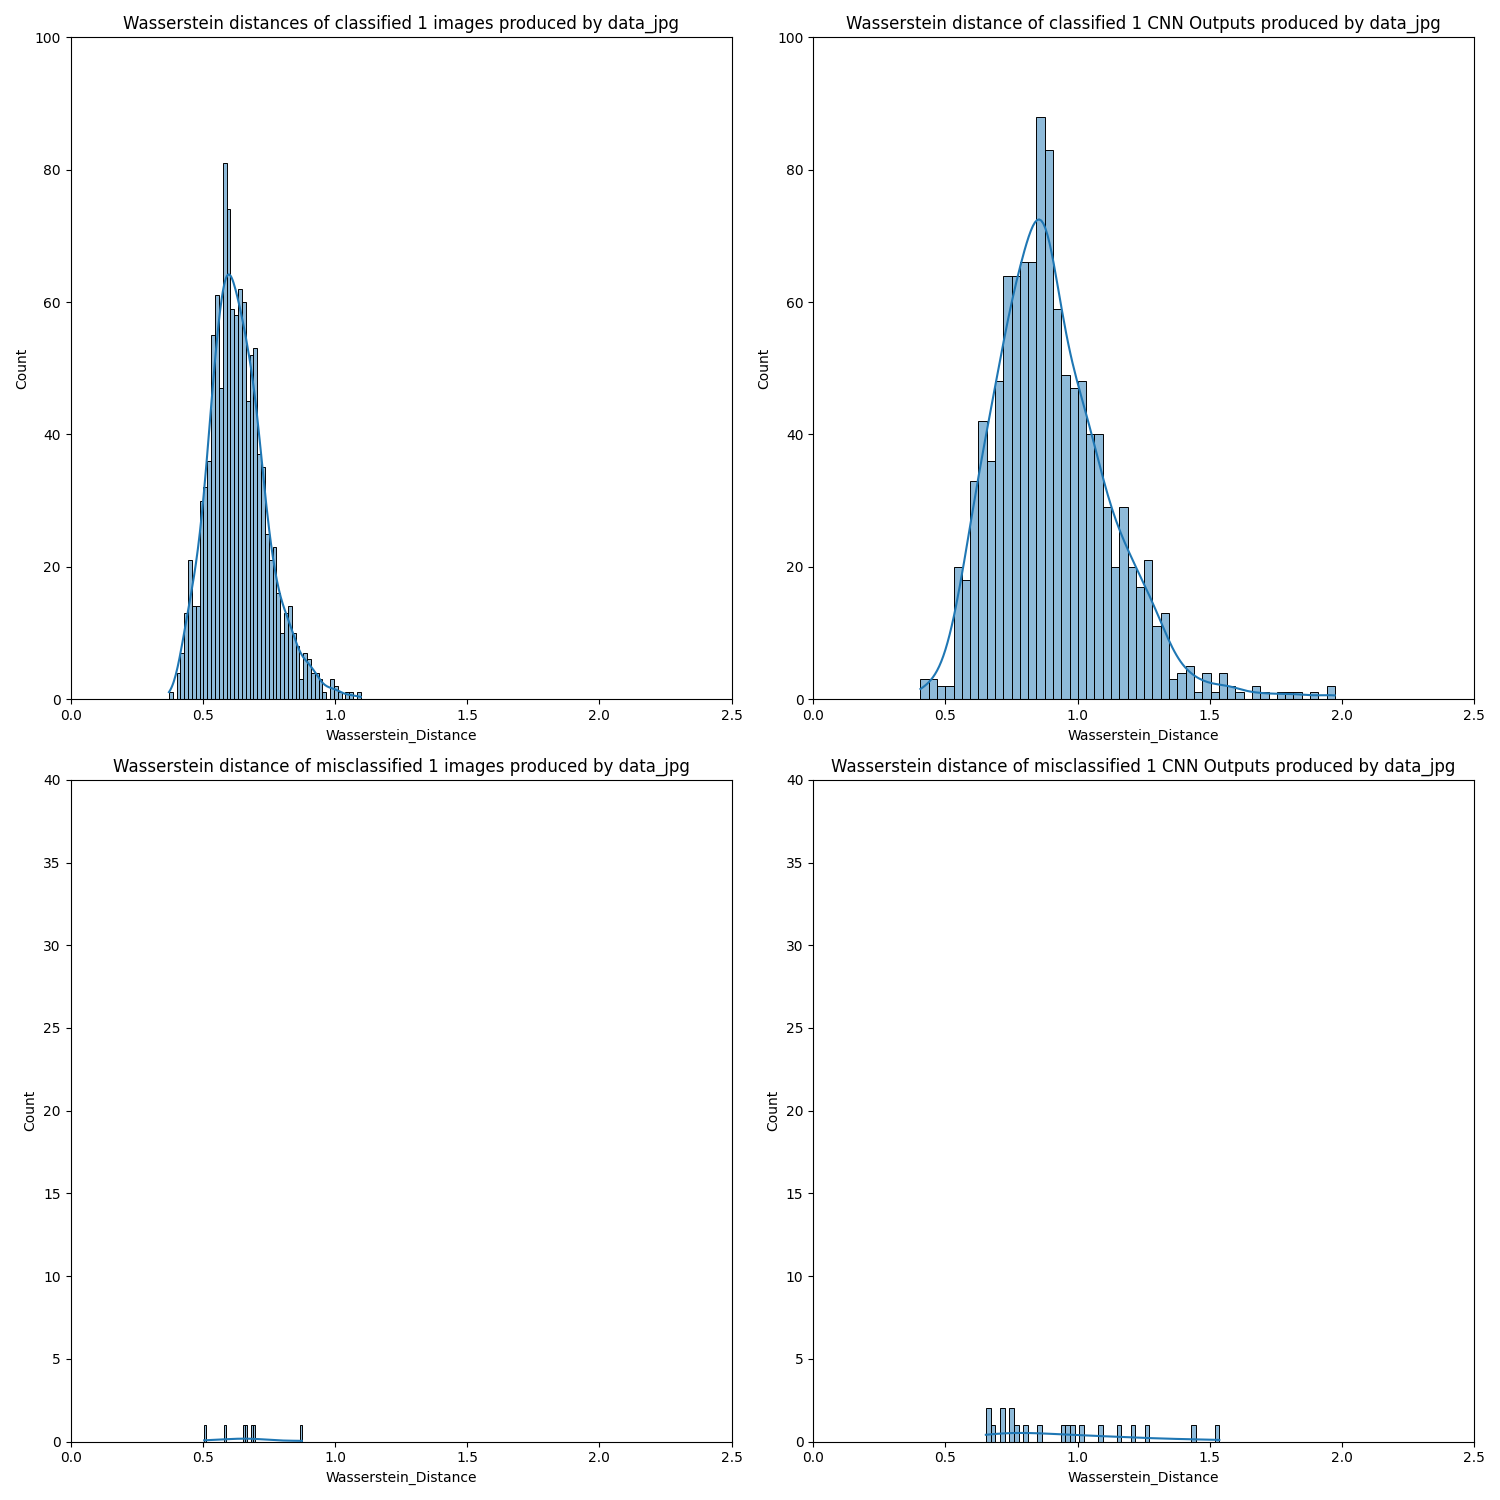 Wasserstein distances of classified 1 images produced by data_jpg
100
80
60
40
20
0
Count
0.0 0.5 1.0 1.5 2.0 2.5
Wasserstein_Distance
Wasserstein distance of classified 1 CNN Outputs produced by data_jpg
100
80
60
40
20
0
Count
0.0 0.5 1.0 1.5 2.0 2.5
Wasserstein_Distance
Wasserstein distance of misclassified 1 images produced by data_jpg
40
35
30
25
20
15
10
5
0
Count
0.0 0.5 1.0 1.5 2.0 2.5
Wasserstein_Distance
Wasserstein distance of misclassified 1 CNN Outputs produced by data_jpg
40
35
30
25
20
15
10
5
0
Count
0.0 0.5 1.0 1.5 2.0 2.5
Wasserstein_Distance